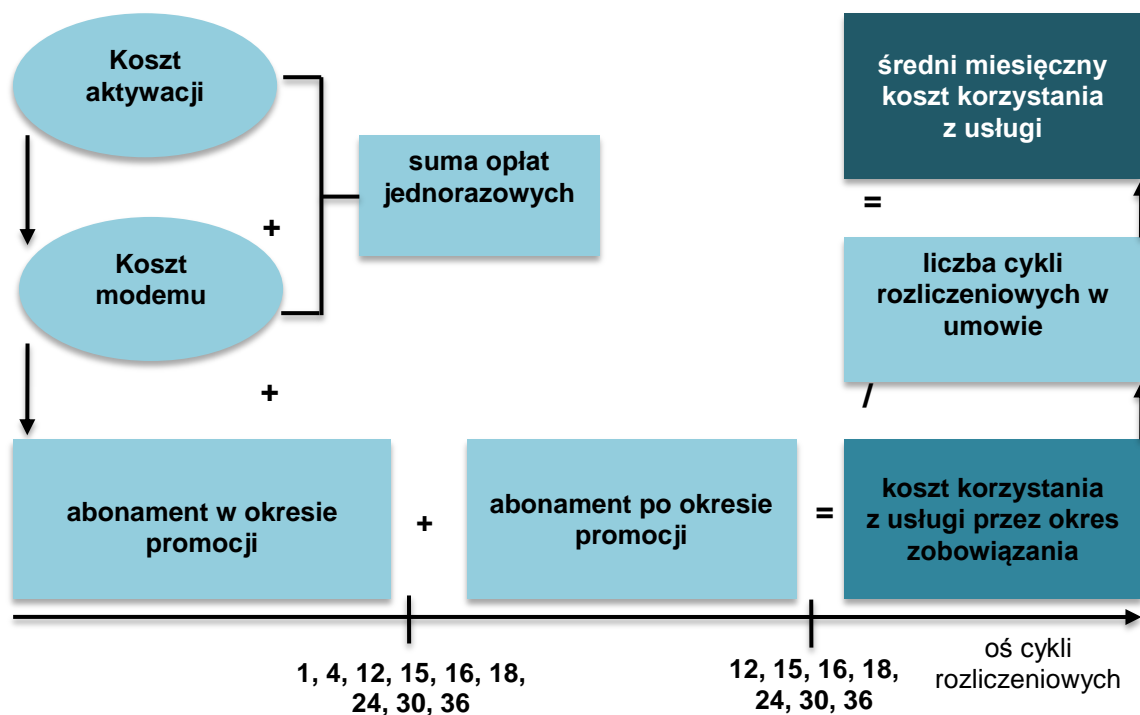 Koszt
aktywacji
suma opłat
jednorazowych
+
Koszt
modemu
+
abonament w okresie
promocji
+
abonament po okresie
promocji
=
koszt korzystania
z usługi przez okres
zobowiązania
/
liczba cykli
rozliczeniowych w
umowie
=
średni miesięczny
koszt korzystania
z usługi
1, 4, 12, 15, 16, 18,
24, 30, 36
12, 15, 16, 18,
24, 30, 36
oś cykli
rozliczeniowych